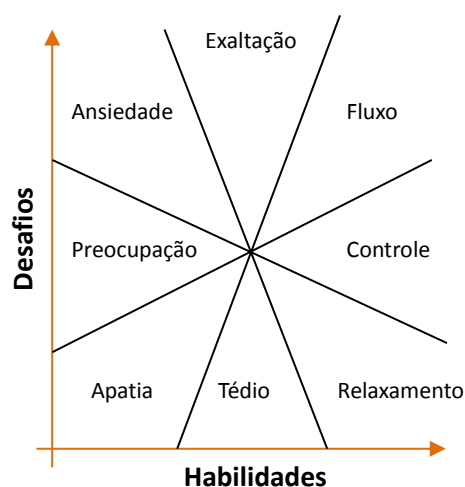 Exaltação
Ansiedade
Fluxo
Desafios
Preocupação
Controle
Apatia
Tédio
Relaxamento
Habilidades